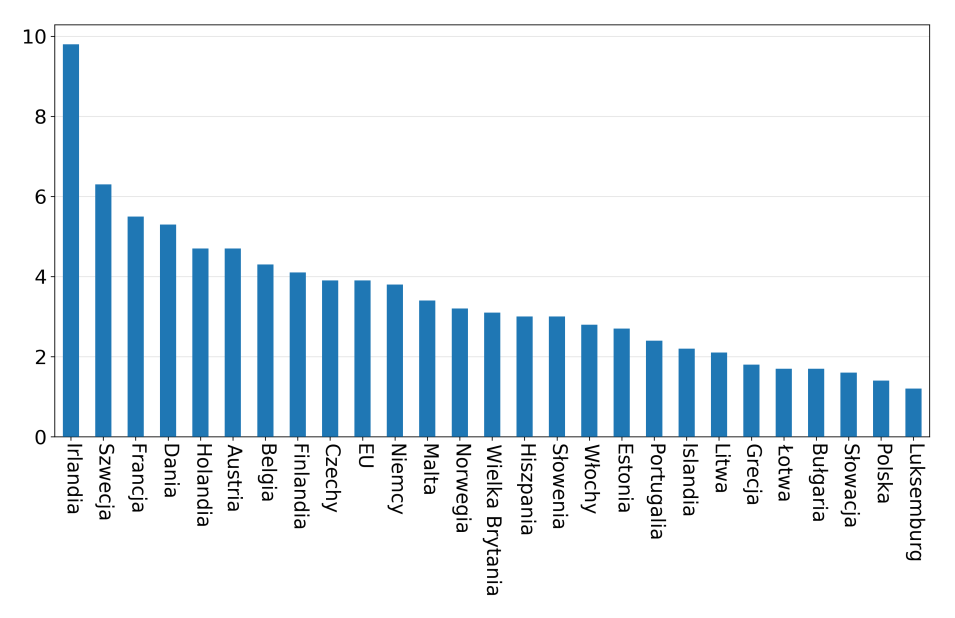 10
8
6
4
2
0
Irlandia
Szwecja
Francja
Dania
Holandia
Austria
Belgia
Finlandia
Czechy
EU
Niemcy
Malta
Norwegia
Wielka Brytania
Hiszpania
Słowenia
Włochy
Estonia
Portugalia
Islandia
Litwa
Grecja
Łotwa
Bułgaria
Słowacja
Polska
Luksemburg